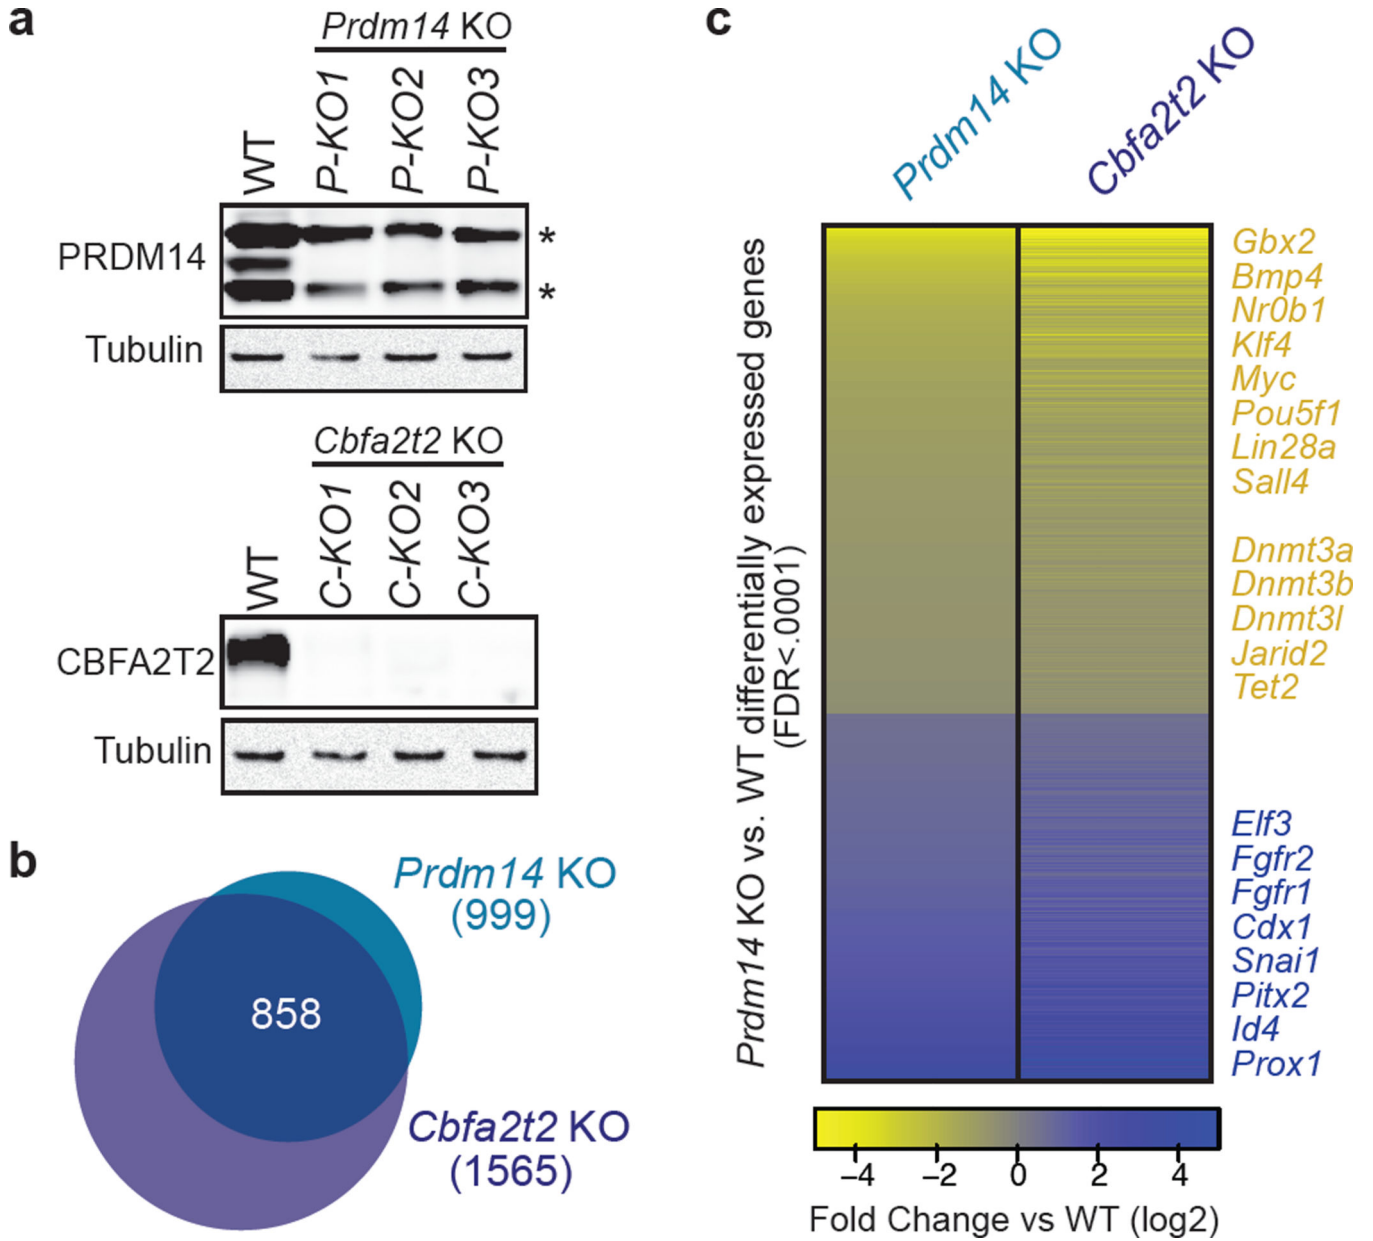 a
Prdm14 KO
WT
P-KO1
P-KO2
P-KO3
PRDM14
*
*
Tubulin
Cbfa2t2 KO
WT
C-KO1
C-KO2
C-KO3
CBFA2T2
Tubulin
b
Prdm14 KO
(999)
858
Cbfa2t2 KO
(1565)
c
Prdm14 KO
Cbfa2t2 KO
Prdm14 KO vs. WT differentially expressed genes
(FDR<.0001)
Gbx2
Bmp4
Nr0b1
Klf4
Myc
Pou5f1
Lin28a
Sall4
Dnmt3a
Dnmt3b
Dnmt3l
Jarid2
Tet2
Elf3
Fgfr2
Fgfr1
Cdx1
Snai1
Pitx2
Id4
Prox1
−4 −2 0 2 4
Fold Change vs WT (log2)